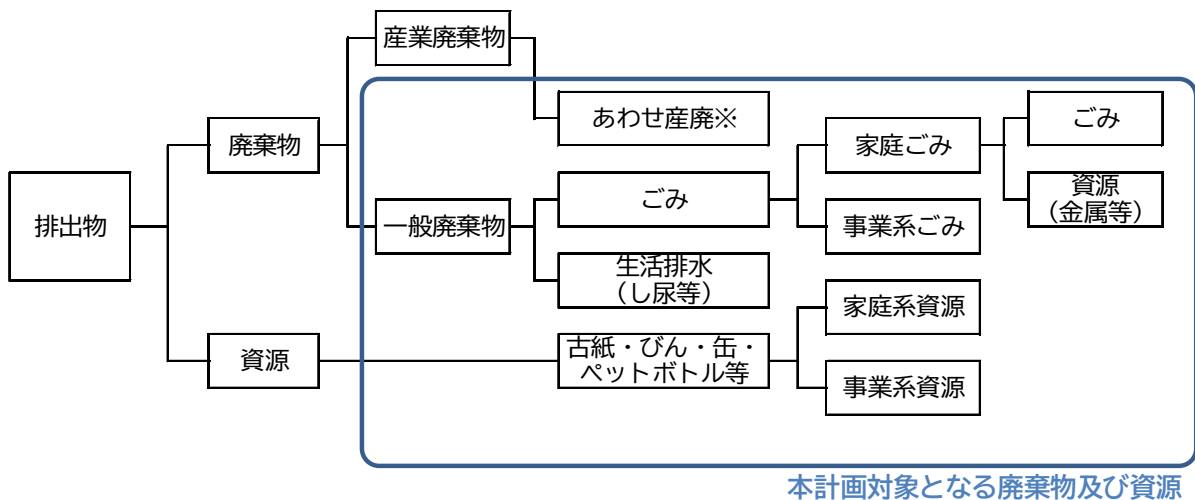 産業廃棄物
あわせ産廃※
ごみ
廃棄物
家庭ごみ
資源
（金属等）
排出物
一般廃棄物
ごみ
事業系ごみ
生活排水
（し尿等）
家庭系資源
資源
古紙・びん・缶・
ペットボトル等
事業系資源
本計画対象となる廃棄物及び資源